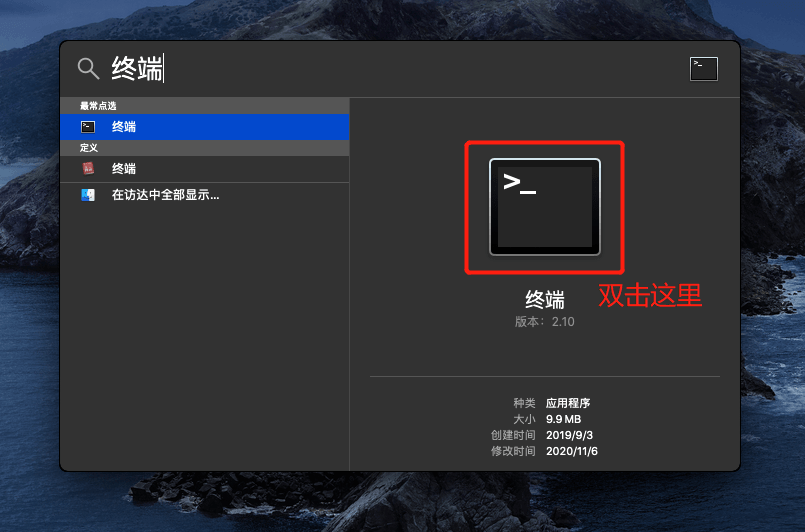 终端
最常点选
终端
定义
终端
在访达中全部显示...
>_
终端
双击这里
版本：2.10
种类 应用程序
大小 9.9 MB
创建时间 2019/9/3
修改时间 2020/11/6